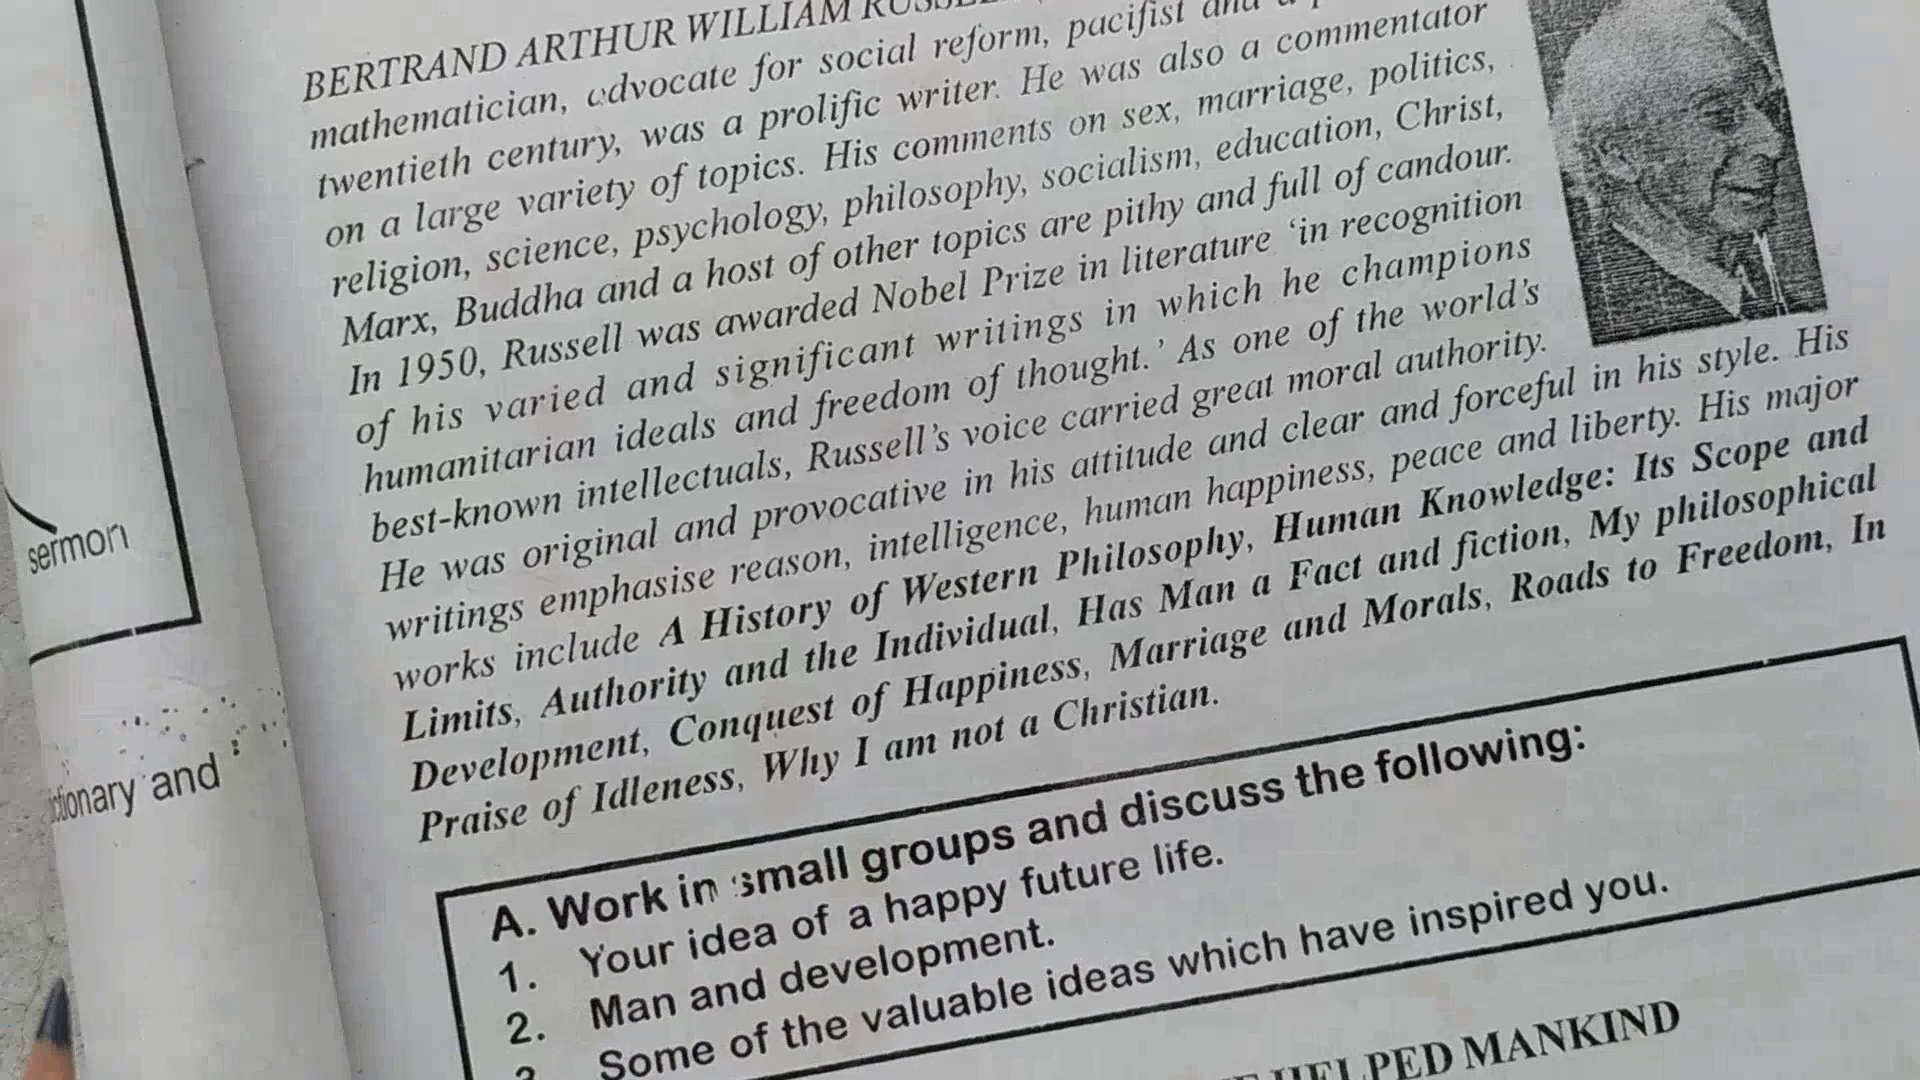 BERTRAND ARTHUR WILLIAM
mathematician, advocate for social reform, pacifist and a
twentieth century, was a prolific writer. He was also a commentator
on a large variety of topics. His comments on sex, marriage, politics,
religion, science, psychology, philosophy, socialism, education, Christ,
Marx, Buddha and a host of other topics are pithy and full of candour.
In 1950, Russell was awarded Nobel Prize in literature ‘in recognition
of his varied and significant writings in which he champions
humanitarian ideals and freedom of thought.’ As one of the world’s
best-known intellectuals, Russell’s voice carried great moral authority.
He was original and provocative in his attitude and clear and forceful in his style. His
writings emphasise reason, intelligence, human happiness, peace and liberty. His major
works include A History of Western Philosophy, Human Knowledge: Its Scope and
Limits, Authority and the Individual, Has Man a Fact and fiction, My philosophical
Development, Conquest of Happiness, Marriage and Morals, Roads to Freedom, In
Praise of Idleness, Why I am not a Christian.
A. Work in small groups and discuss the following:
1. Your idea of a happy future life.
2. Man and development.
3. Some of the valuable ideas which have inspired you.
HELPED MANKIND
sermon
and